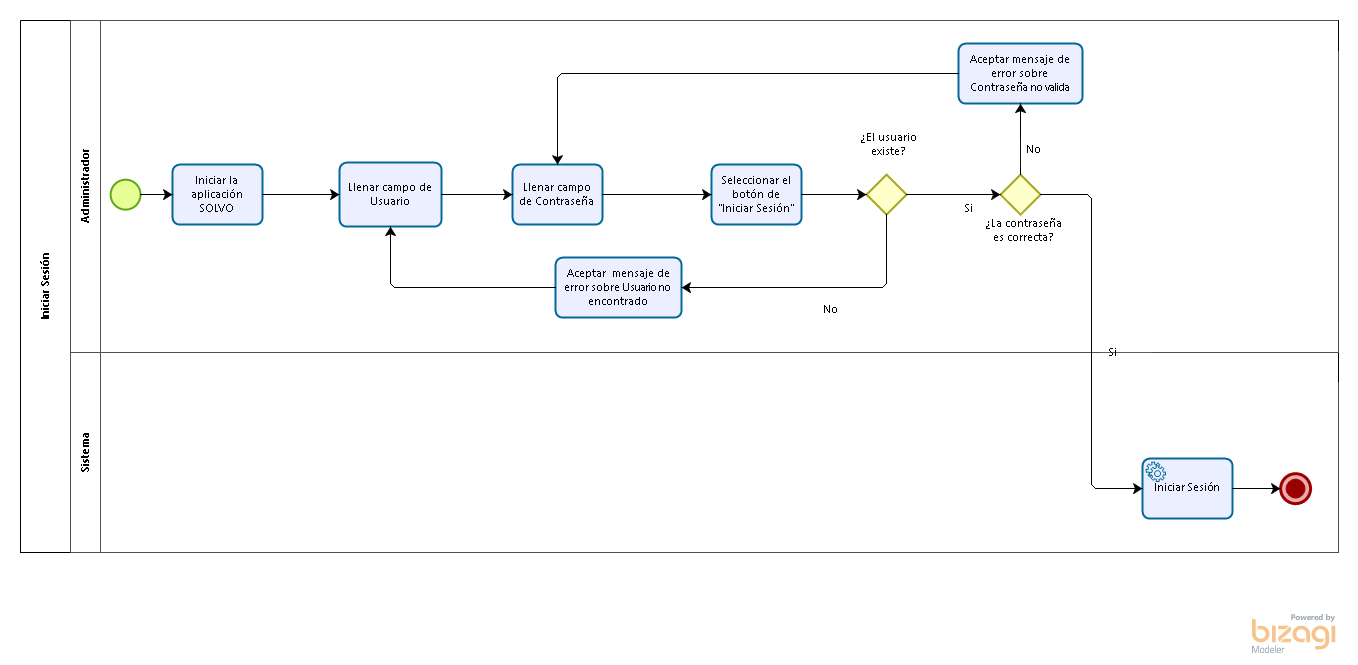 Iniciar Sesión
Administrador
Iniciar la
aplicación
SOLVO
Llenar campo de
Usuario
Llenar campo
de Contraseña
Seleccionar el
botón de
"Iniciar Sesión"
¿El usuario
existe?
Si
No
Aceptar mensaje de
error sobre Usuario no
encontrado
¿La contraseña
es correcta?
No
Aceptar mensaje de
error sobre
Contraseña no valida
Si
Sistema
Iniciar Sesión
Powered by
bizagi
Modeler